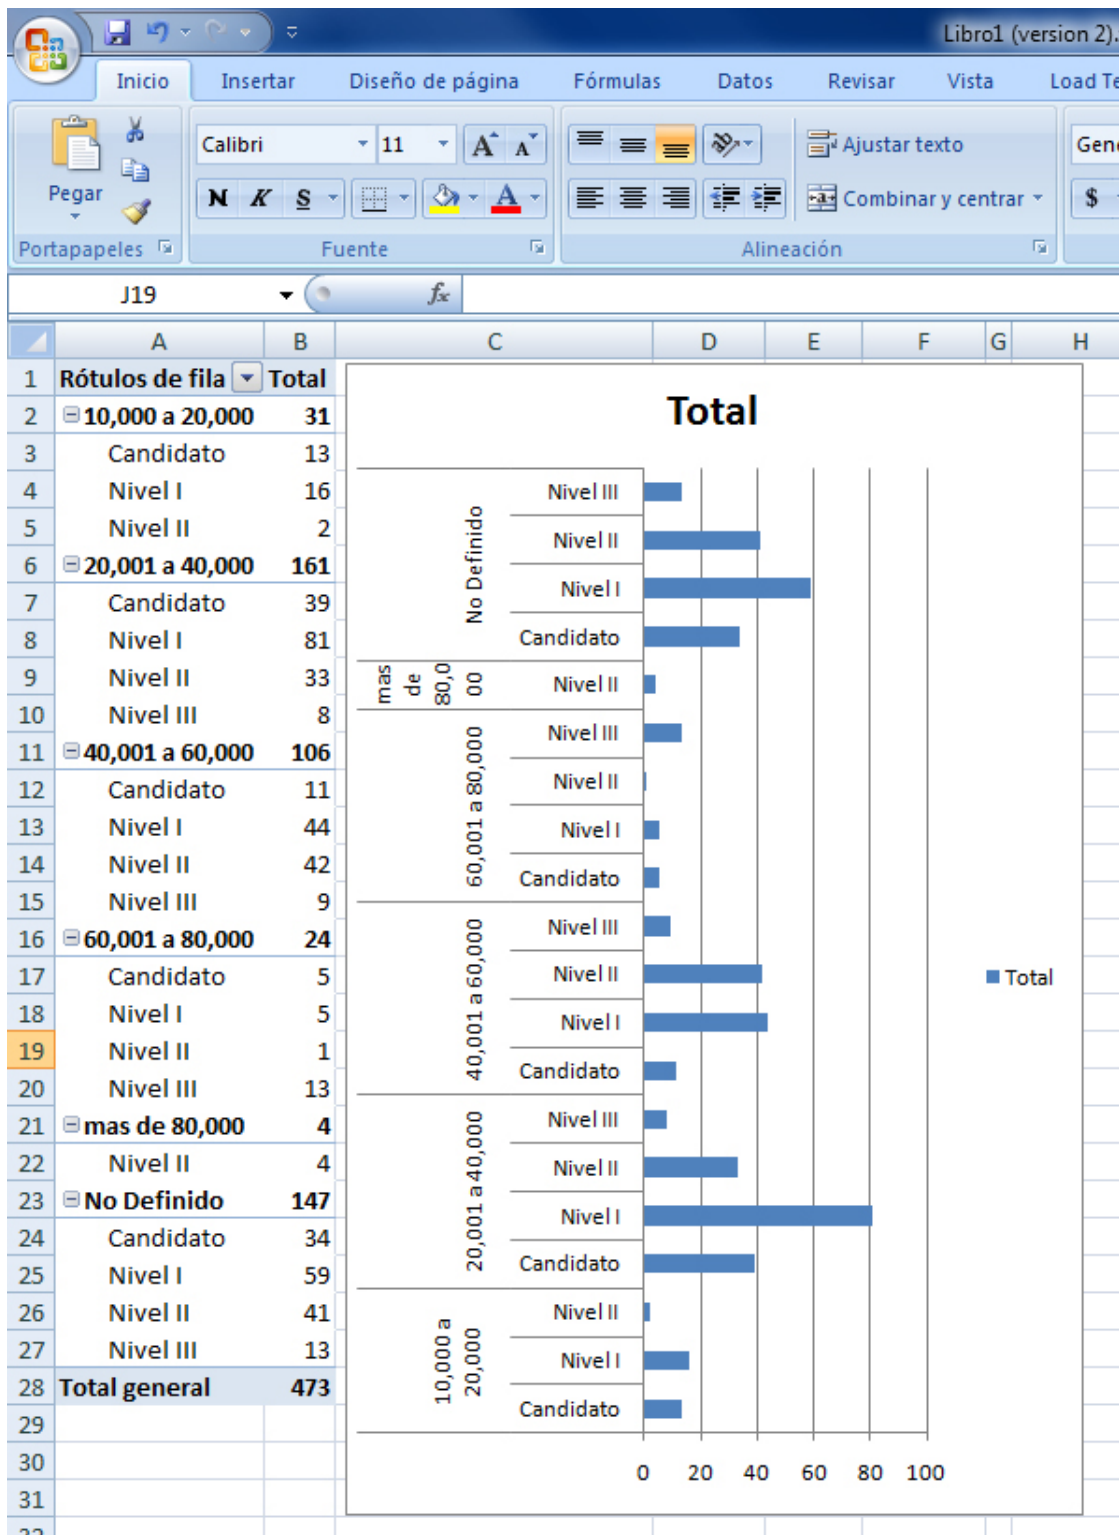 Libro1 (version 2).
Inicio Insertar Diseño de página Fórmulas Datos Revisar Vista Load Te
Calibri 11 A A Ajustar texto Gen
Pegar N K S A Combinar y centrar $
Portapapeles Fuente Alineación
J19 fx
A B C D E F G H
1 Rótulos de fila Total
2 10,000 a 20,000 31
3 Candidato 13
4 Nivel I 16
5 Nivel II 2
6 20,001 a 40,000 161
7 Candidato 39
8 Nivel I 81
9 Nivel II 33
10 Nivel III 8
11 40,001 a 60,000 106
12 Candidato 11
13 Nivel I 44
14 Nivel II 42
15 Nivel III 9
16 60,001 a 80,000 24
17 Candidato 5
18 Nivel I 5
19 Nivel II 1
20 Nivel III 13
21 mas de 80,000 4
22 Nivel II 4
23 No Definido 147
24 Candidato 34
25 Nivel I 59
26 Nivel II 41
27 Nivel III 13
28 Total general 473
29
30
31
Total
No Definido
Nivel III
Nivel II
Nivel I
Candidato
mas
de
80,0
00
Nivel II
60,001 a 80,000
Nivel III
Nivel II
Nivel I
Candidato
40,001 a 60,000
Nivel III
Nivel II
Nivel I
Candidato
20,001 a 40,000
Nivel III
Nivel II
Nivel I
Candidato
10,000 a
20,000
Nivel II
Nivel I
Candidato
0 20 40 60 80 100
Total